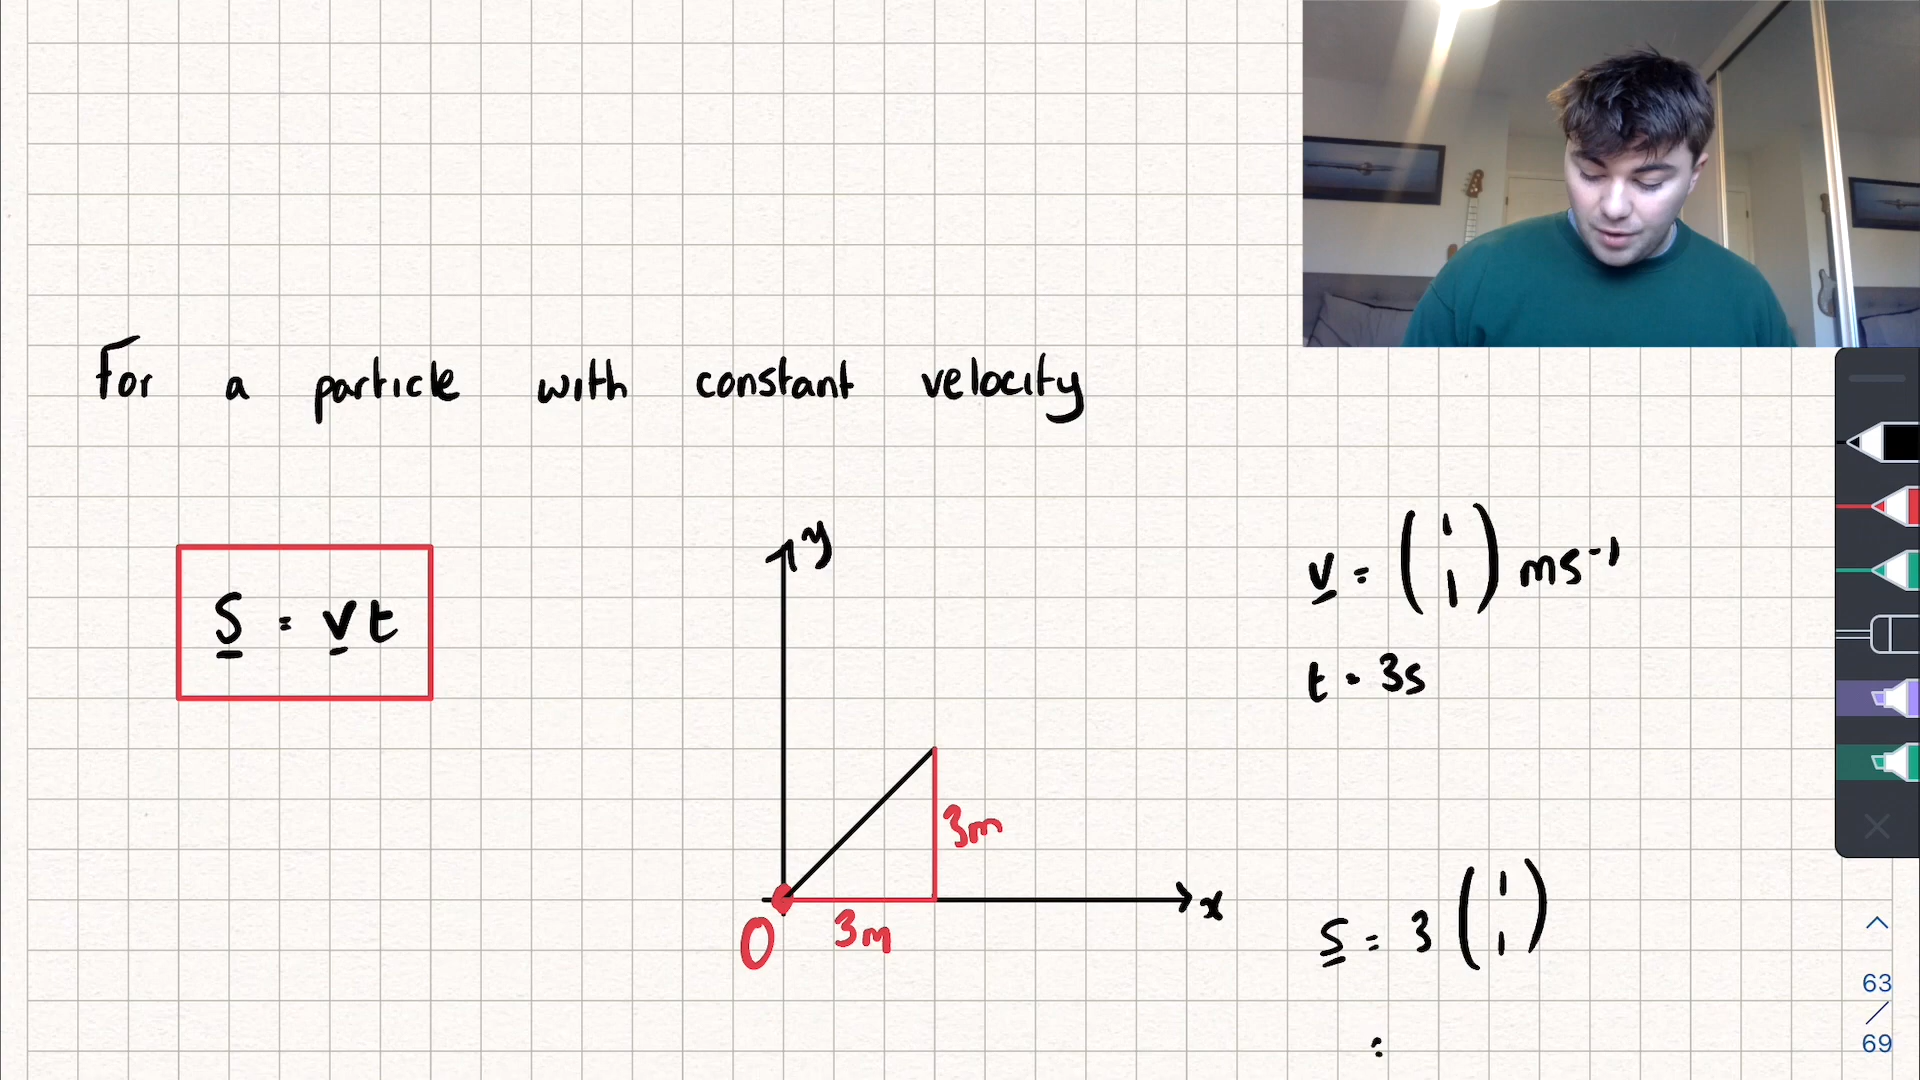 For a particle with constant velocity
y
v = (1 1) ms⁻¹
S = vt
t = 3s
3m
x
O
3m
s = 3 (1 1)
=
63
/
69